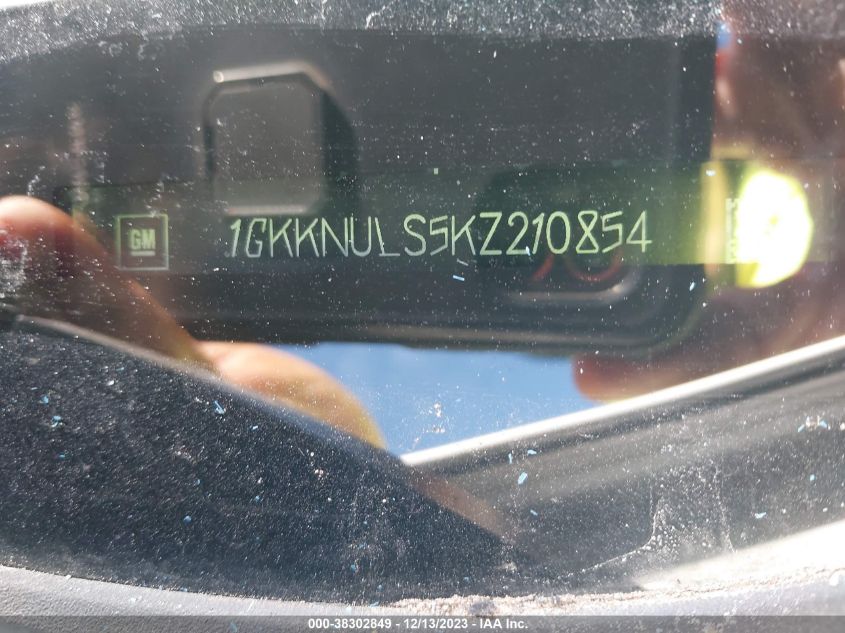 GM
1GKKNULS5KZ210854
000-38302849 - 12/13/2023 - IAA Inc.